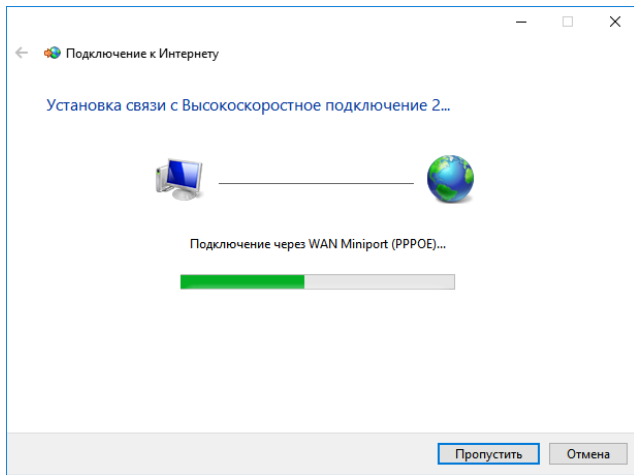 Подключение к Интернету
Установка связи с Высокоскоростное подключение 2...
Подключение через WAN Miniport (PPPOE)...
Пропустить
Отмена